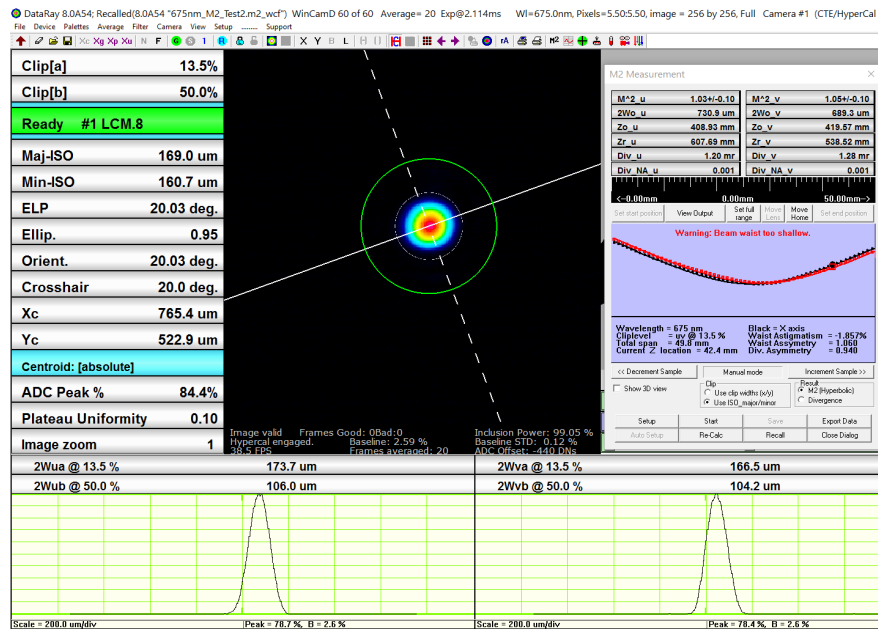 DataRay 8.0A54; Recalled(8.0A54 "675nm_M2_Test2.m2_wcf") WinCamD 60 of 60 Average= 20 Exp@2.114ms Wl=675.0nm, Pixels=5.50:5.50, image = 256 by 256, Full Camera #1 (CTE/HyperCal
File Device Palettes Average Filter Camera View Setup ........ Support
Xc Xg Xp Xu N F G S 1 R X Y B L H rA M²
Clip[a] 13.5%
Clip[b] 50.0%
Ready #1 LCM.8
Maj-ISO 169.0 um
Min-ISO 160.7 um
ELP 20.03 deg.
Ellip. 0.95
Orient. 20.03 deg.
Crosshair 20.0 deg.
Xc 765.4 um
Yc 522.9 um
Centroid: [absolute]
ADC Peak % 84.4%
Plateau Uniformity 0.10
Image zoom 1
Image valid Frames Good: 0Bad:0
Hypercal engaged. Baseline: 2.59 %
38.5 FPS Frames averaged: 20
Inclusion Power: 99.05 %
Baseline STD: 0.12 %
ADC Offset: -440 DNs
M2 Measurement
M^2_u 1.03+/-0.10 M^2_v 1.05+/-0.10
2Wo_u 730.9 um 2Wo_v 689.3 um
Zo_u 408.93 mm Zo_v 419.57 mm
Zr_u 607.69 mm Zr_v 538.52 mm
Div_u 1.20 mr Div_v 1.28 mr
Div_NA_u 0.001 Div_NA_v 0.001
<-0.00mm 0.00mm 50.00mm->
Set start position View Output Set full range Move Lens Move Home Set end position
Warning: Beam waist too shallow.
Wavelength = 675 nm Black = X axis
Cliplevel = uv @ 13.5 % Waist Astigmatism = -1.857%
Total span = 49.8 mm Waist Assymetry = 1.060
Current Z location = 42.4 mm Div. Asymmetry = 0.940
<< Decrement Sample Manual mode Increment Sample >>
Show 3D view
Clip
Use clip widths (x/y)
Use ISO_major/minor
Result
M2 (Hyperbolic)
Divergence
Setup Start Save Export Data
Auto Setup Re-Calc Recall Close Dialog
2Wua @ 13.5 % 173.7 um 2Wva @ 13.5 % 166.5 um
2Wub @ 50.0 % 106.0 um 2Wvb @ 50.0 % 104.2 um
Scale = 200.0 um/div Peak = 78.7 %, B = 2.6 % Scale = 200.0 um/div Peak = 78.4 %, B = 2.6 %